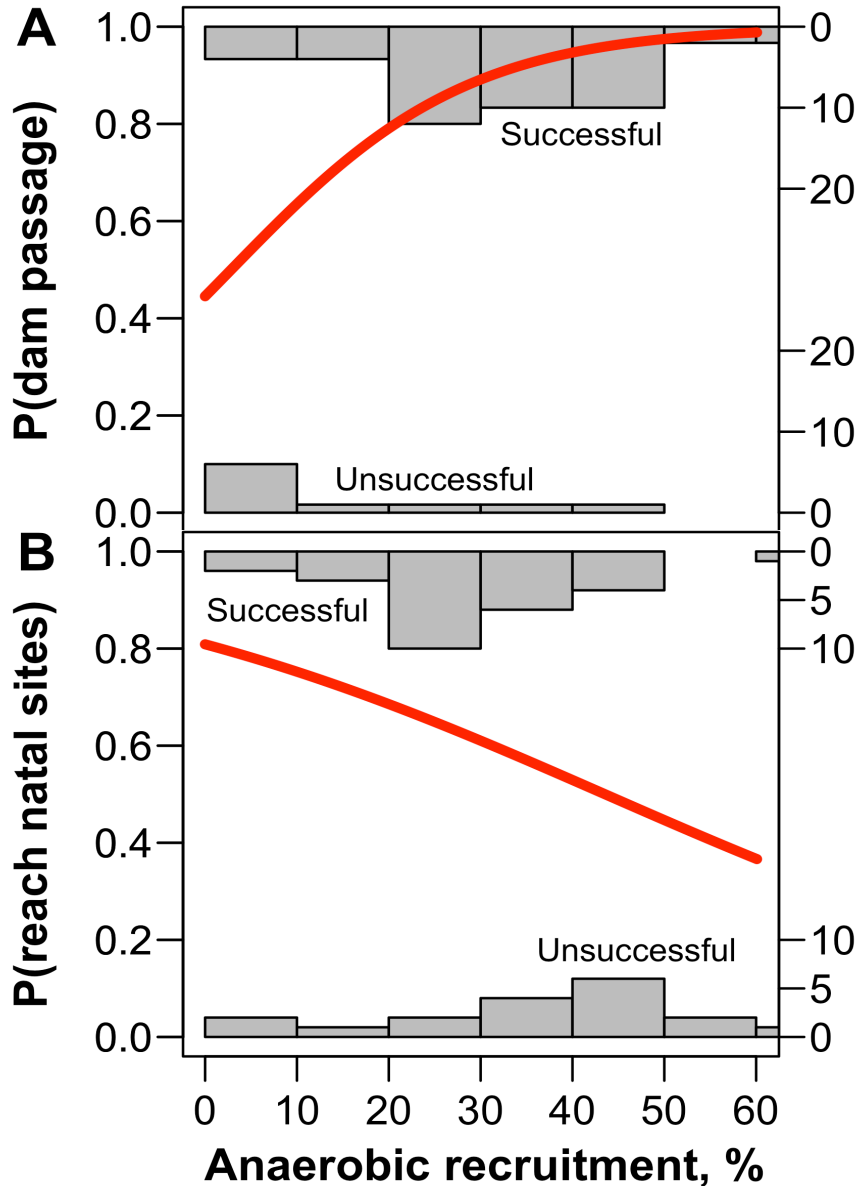 A
P(dam passage)
1.0
0.8
0.6
0.4
0.2
0.0
0
10
20
20
10
0
Successful
Unsuccessful
B
P(reach natal sites)
1.0
0.8
0.6
0.4
0.2
0.0
0
5
10
10
5
0
Successful
Unsuccessful
0 10 20 30 40 50 60
Anaerobic recruitment, %